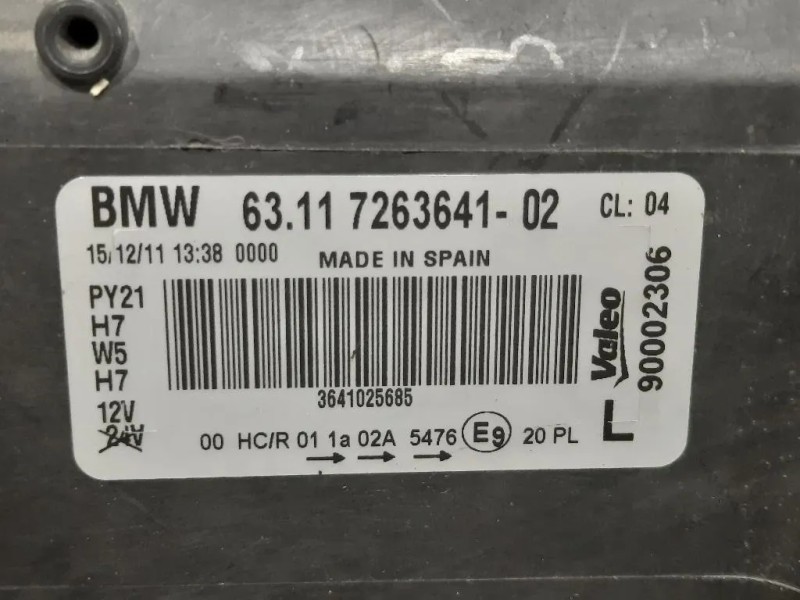 BMW 63.11 7263641-02 CL: 04
15/12/11 13:38 0000 MADE IN SPAIN
PY21
H7
W5
H7
12V
24V
3641025685
00 HC/R 01 1a 02A 5476 E9 20 PL
Valeo
90002306
L